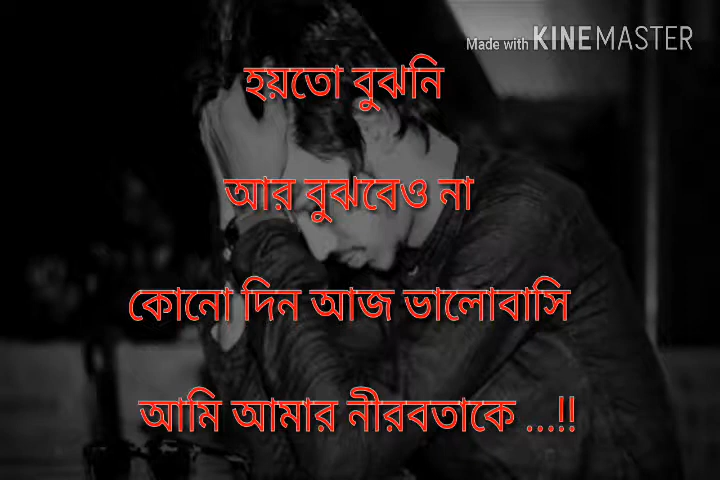 Made with KINEMASTER
হয়তো বুঝনি
আর বুঝবেও না
কোনো দিন আজ ভালোবাসি
আমি আমার নীরবতাকে ...!!